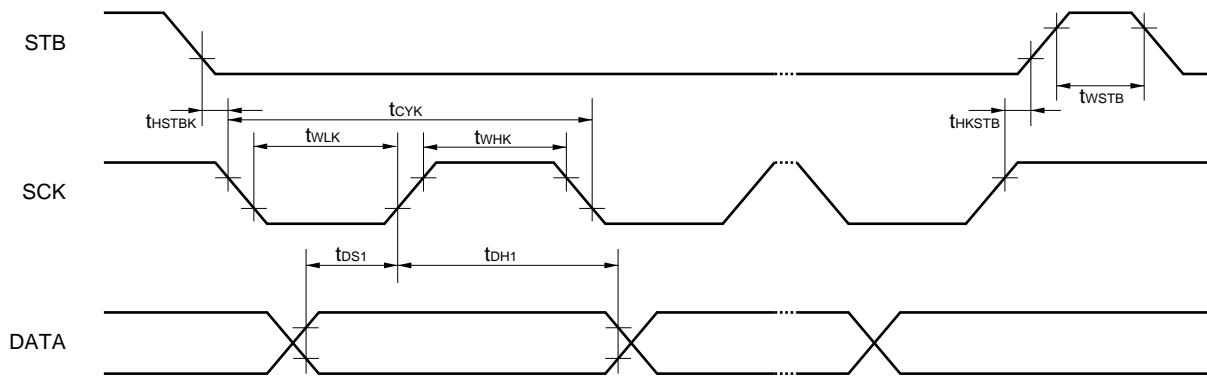 STB
tWSTB
tHSTBK
tCYK
tHKSTB
tWLK
tWHK
SCK
tDS1
tDH1
DATA